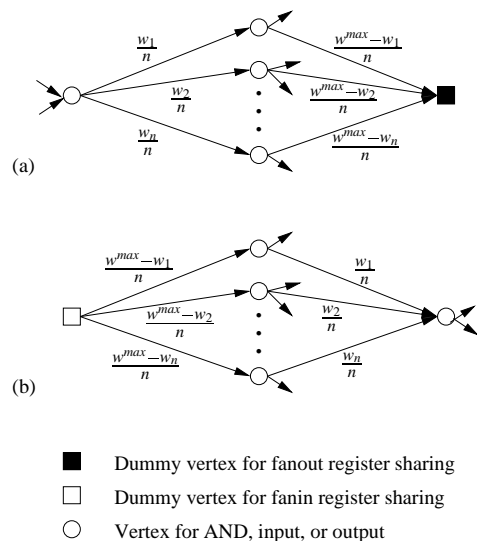 w₁/n
w^max−w₁/n
w₂/n
w^max−w₂/n
wₙ/n
w^max−wₙ/n
(a)
w^max−w₁/n
w₁/n
w^max−w₂/n
w₂/n
w^max−wₙ/n
wₙ/n
(b)
Dummy vertex for fanout register sharing
Dummy vertex for fanin register sharing
Vertex for AND, input, or output